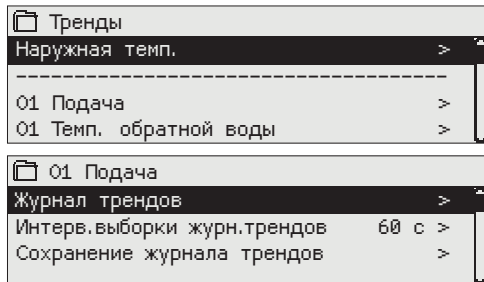 Тренды
Наружная темп. >
------------------------------------
01 Подача >
01 Темп. обратной воды >
01 Подача
Журнал трендов >
Интерв.выборки журн.трендов 60 с >
Сохранение журнала трендов >